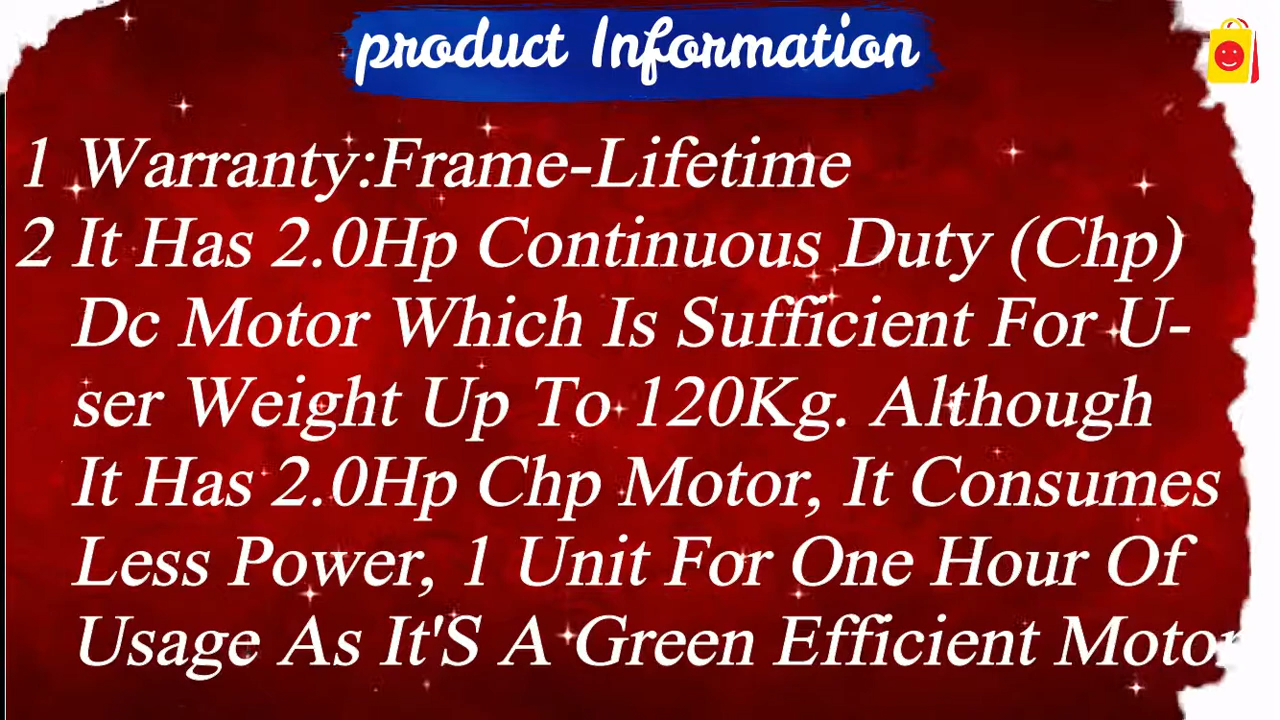 product Information
1 Warranty:Frame-Lifetime
2 It Has 2.0Hp Continuous Duty (Chp)
Dc Motor Which Is Sufficient For U-
ser Weight Up To 120Kg. Although
It Has 2.0Hp Chp Motor, It Consumes
Less Power, 1 Unit For One Hour Of
Usage As It'S A Green Efficient Motor